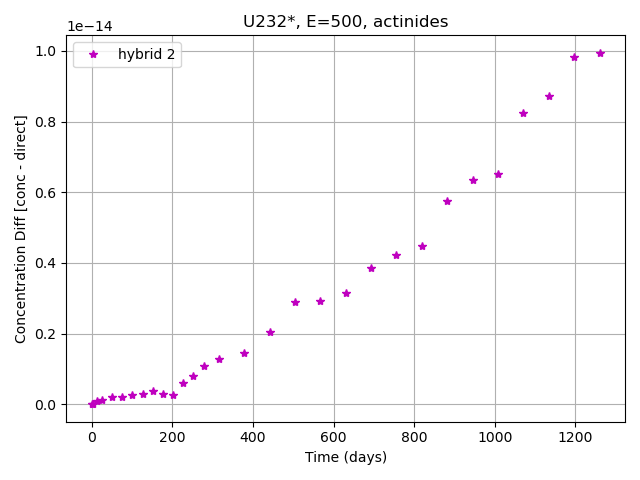 U232*, E=500, actinides
1e−14
hybrid 2
1.0
0.8
0.6
0.4
0.2
0.0
Concentration Diff [conc - direct]
0 200 400 600 800 1000 1200
Time (days)